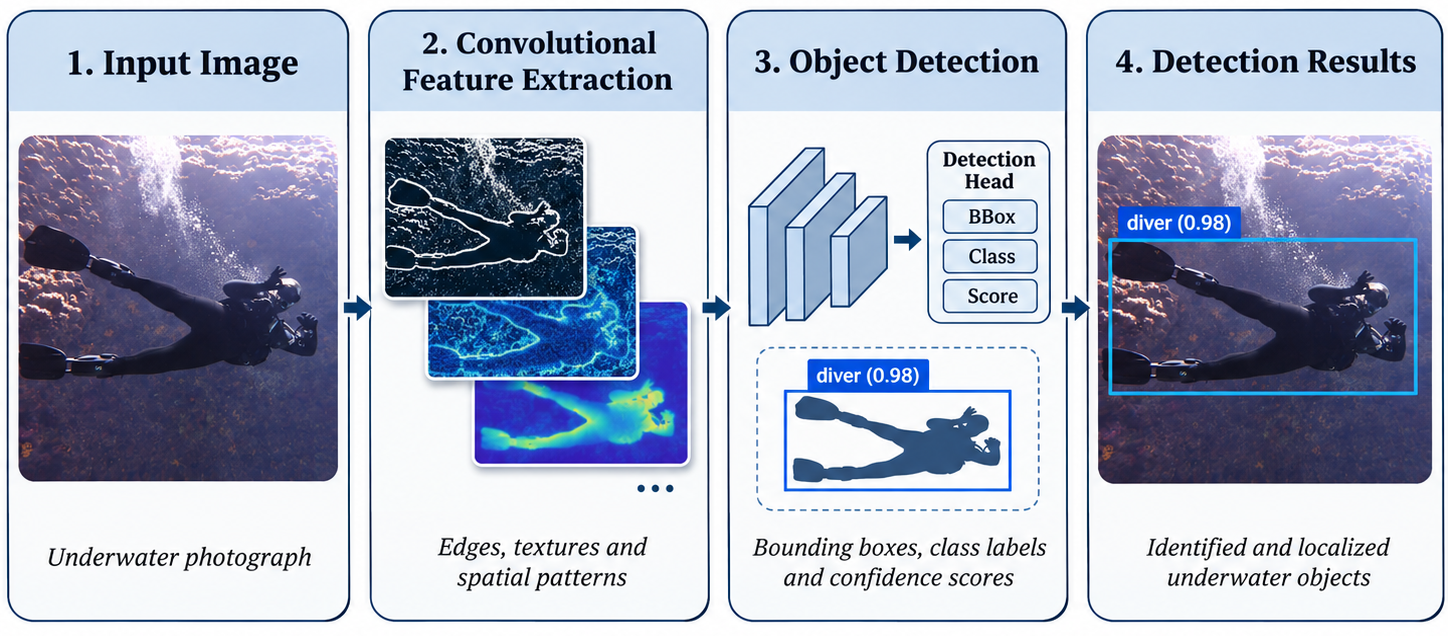 1. Input Image
Underwater photograph
2. Convolutional
Feature Extraction
Edges, textures and
spatial patterns
3. Object Detection
Detection
Head
BBox
Class
Score
diver (0.98)
Bounding boxes, class labels
and confidence scores
4. Detection Results
diver (0.98)
Identified and localized
underwater objects